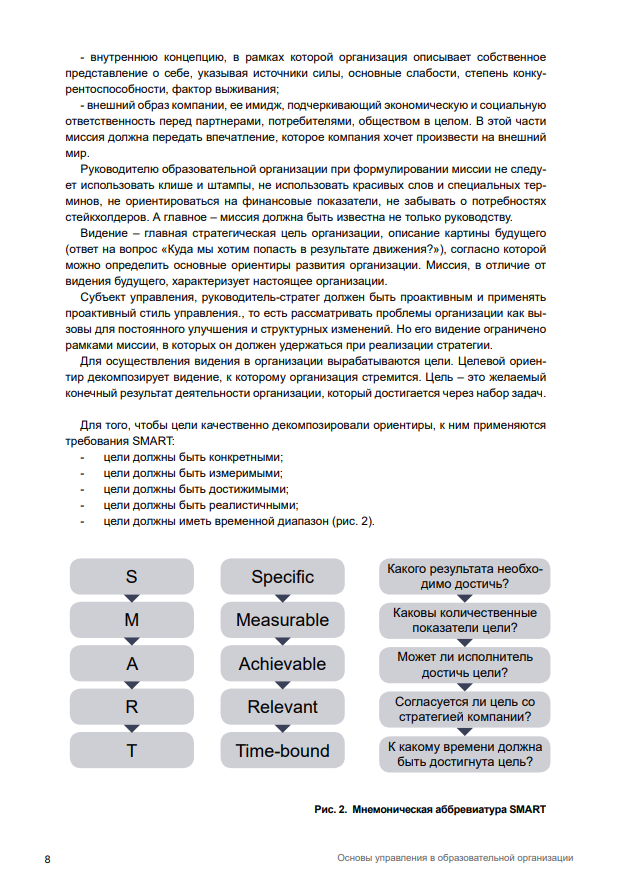 - внутреннюю концепцию, в рамках которой организация описывает собственное
представление о себе, указывая источники силы, основные слабости, степень конку-
рентоспособности, фактор выживания;
- внешний образ компании, ее имидж, подчеркивающий экономическую и социальную
ответственность перед партнерами, потребителями, обществом в целом. В этой части
миссия должна передать впечатление, которое компания хочет произвести на внешний
мир.
Руководителю образовательной организации при формулировании миссии не следу-
ет использовать клише и штампы, не использовать красивых слов и специальных тер-
минов, не ориентироваться на финансовые показатели, не забывать о потребностях
стейкхолдеров. А главное – миссия должна быть известна не только руководству.
Видение – главная стратегическая цель организации, описание картины будущего
(ответ на вопрос «Куда мы хотим попасть в результате движения?»), согласно которой
можно определить основные ориентиры развития организации. Миссия, в отличие от
видения будущего, характеризует настоящее организации.
Субъект управления, руководитель-стратег должен быть проактивным и применять
проактивный стиль управления., то есть рассматривать проблемы организации как вы-
зовы для постоянного улучшения и структурных изменений. Но его видение ограничено
рамками миссии, в которых он должен удержаться при реализации стратегии.
Для осуществления видения в организации вырабатываются цели. Целевой ориен-
тир декомпозирует видение, к которому организация стремится. Цель – это желаемый
конечный результат деятельности организации, который достигается через набор задач.
Для того, чтобы цели качественно декомпозировали ориентиры, к ним применяются
требования SMART:
- цели должны быть конкретными;
- цели должны быть измеримыми;
- цели должны быть достижимыми;
- цели должны быть реалистичными;
- цели должны иметь временной диапазон (рис. 2).
S
Specific
Какого результата необхо-
димо достичь?
M
Measurable
Каковы количественные
показатели цели?
A
Achievable
Может ли исполнитель
достичь цели?
R
Relevant
Согласуется ли цель со
стратегией компании?
T
Time-bound
К какому времени должна
быть достигнута цель?
Рис. 2. Мнемоническая аббревиатура SMART
8
Основы управления в образовательной организации